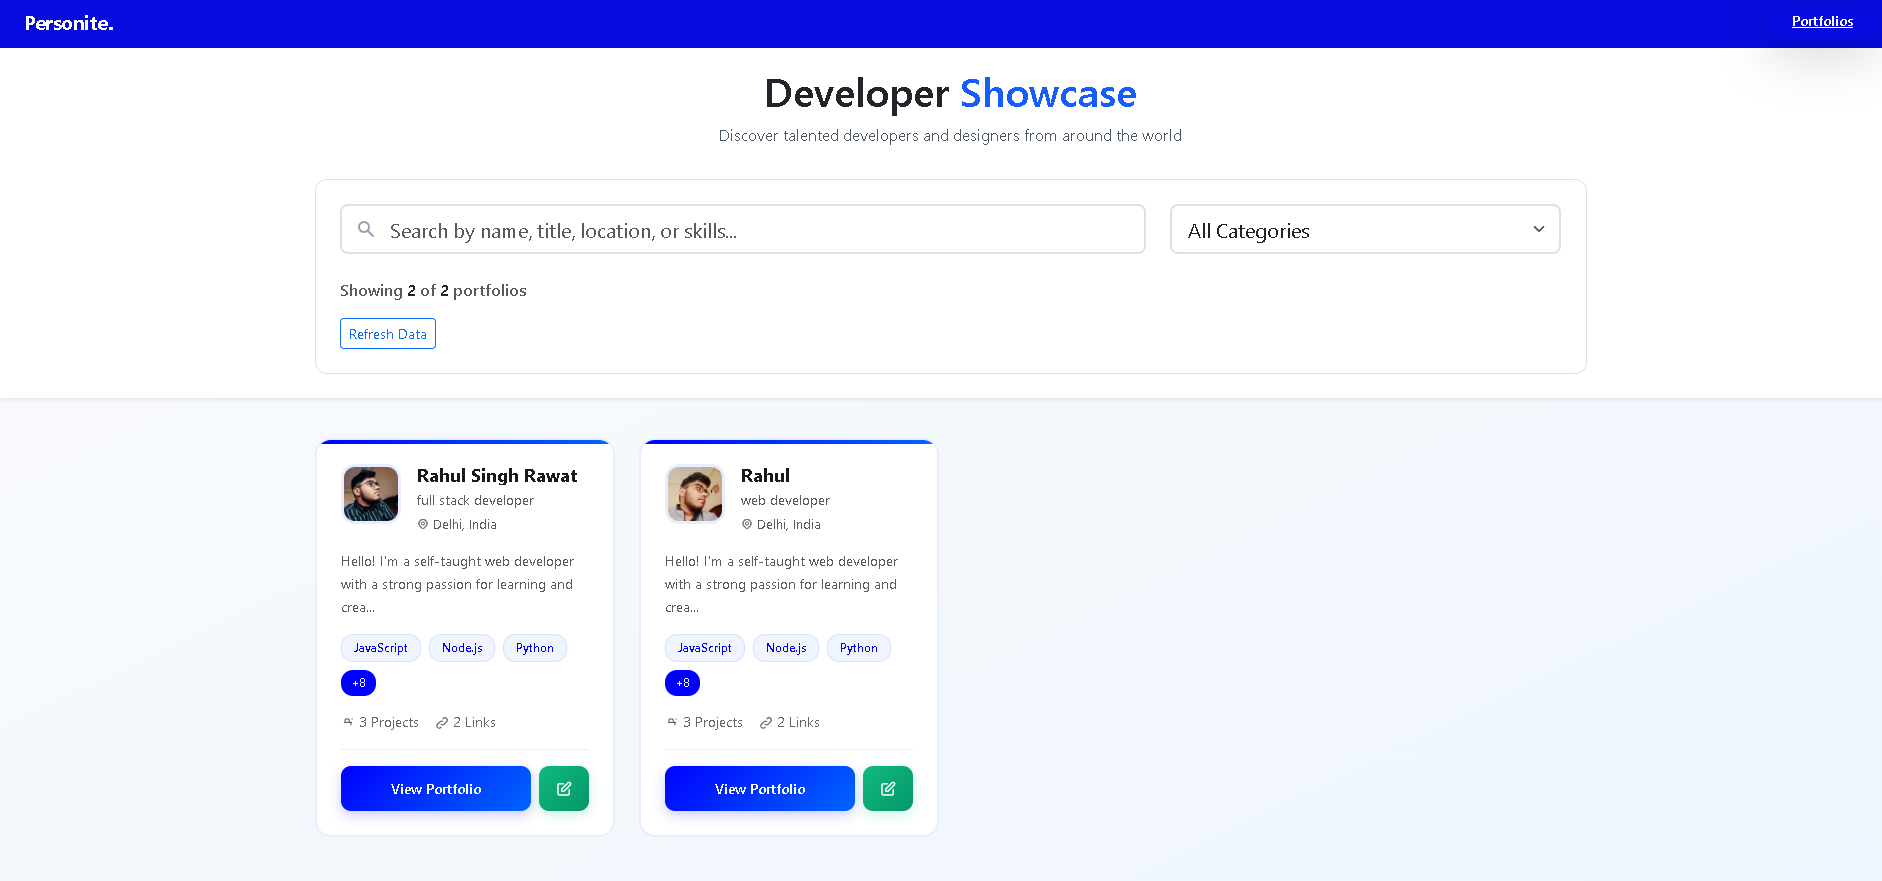 Personite.
Portfolios
Developer Showcase
Discover talented developers and designers from around the world
Search by name, title, location, or skills...
All Categories
Showing 2 of 2 portfolios
Refresh Data
Rahul Singh Rawat
full stack developer
Delhi, India
Hello! I'm a self-taught web developer
with a strong passion for learning and
crea...
JavaScript Node.js Python
+8
3 Projects 2 Links
View Portfolio
Rahul
web developer
Delhi, India
Hello! I'm a self-taught web developer
with a strong passion for learning and
crea...
JavaScript Node.js Python
+8
3 Projects 2 Links
View Portfolio